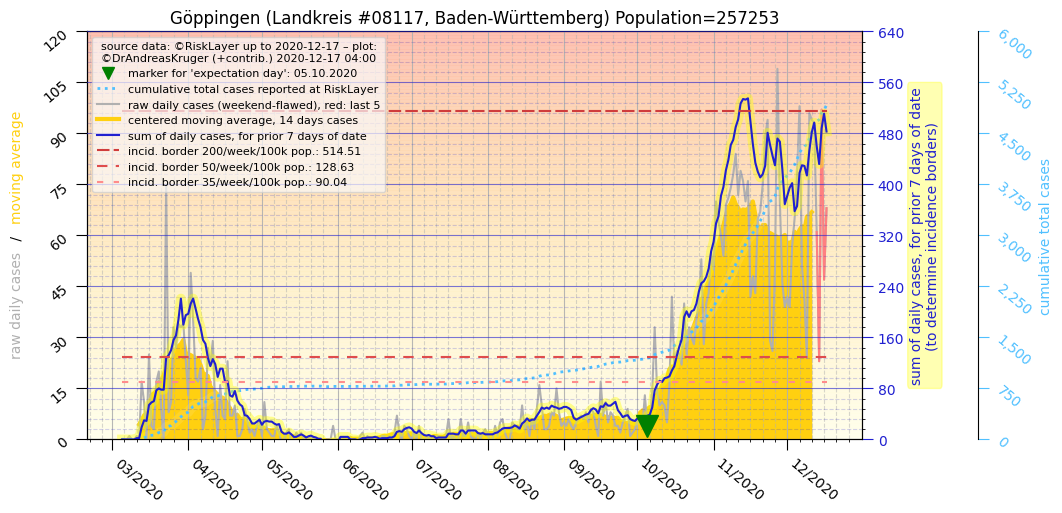 Göppingen (Landkreis #08117, Baden-Württemberg) Population=257253
source data: ©RiskLayer up to 2020-12-17 – plot:
©DrAndreasKruger (+contrib.) 2020-12-17 04:00
marker for 'expectation day': 05.10.2020
cumulative total cases reported at RiskLayer
raw daily cases (weekend-flawed), red: last 5
centered moving average, 14 days cases
sum of daily cases, for prior 7 days of date
incid. border 200/week/100k pop.: 514.51
incid. border 50/week/100k pop.: 128.63
incid. border 35/week/100k pop.: 90.04
raw daily cases / moving average
120
105
90
75
60
45
30
15
0
03/2020
04/2020
05/2020
06/2020
07/2020
08/2020
09/2020
10/2020
11/2020
12/2020
640
560
480
400
320
240
160
80
0
sum of daily cases, for prior 7 days of date
(to determine incidence borders)
6,000
5,250
4,500
3,750
3,000
2,250
1,500
750
0
cumulative total cases